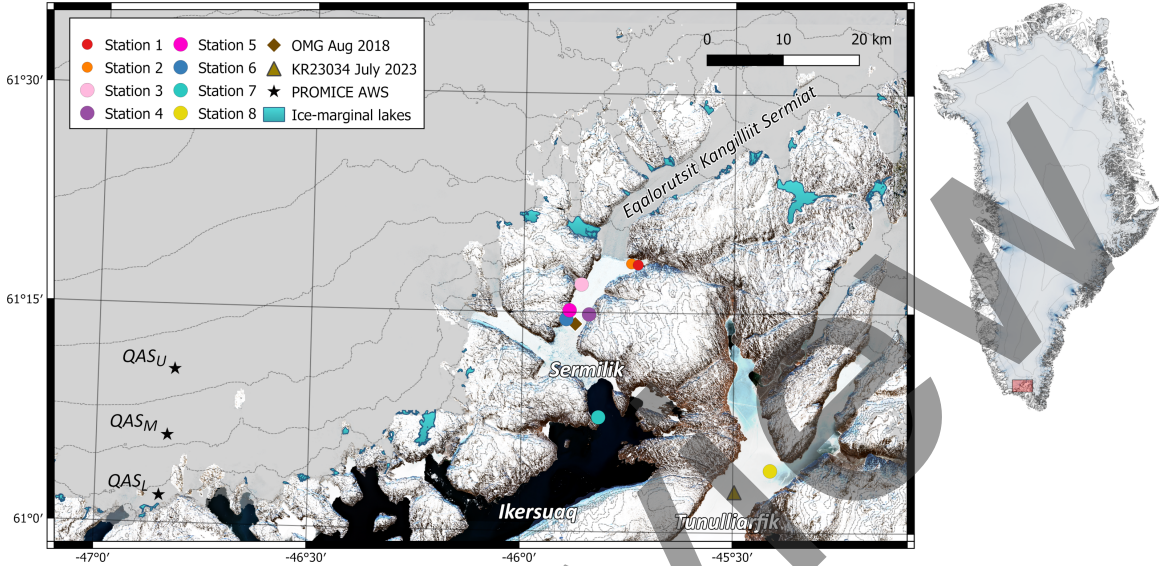 Station 1
Station 2
Station 3
Station 4
Station 5
Station 6
Station 7
Station 8
OMG Aug 2018
KR23034 July 2023
PROMICE AWS
Ice-marginal lakes
0 10 20 km
61°30′
61°15′
61°0′
Eqalorutsit Kangilliit Sermiat
QASU
QASM
QASL
Sermilik
Ikersuaq
Tunulliarfik
-47°0′ -46°30′ -46°0′ -45°30′